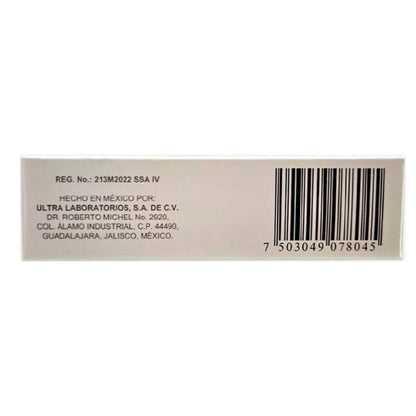 REG. No.: 213M2022 SSA IV
HECHO EN MÉXICO POR:
ULTRA LABORATORIOS, S.A. DE C.V.
DR. ROBERTO MICHEL No. 2920,
COL. ÁLAMO INDUSTRIAL, C.P. 44490,
GUADALAJARA, JALISCO, MÉXICO.
7 503049 078045